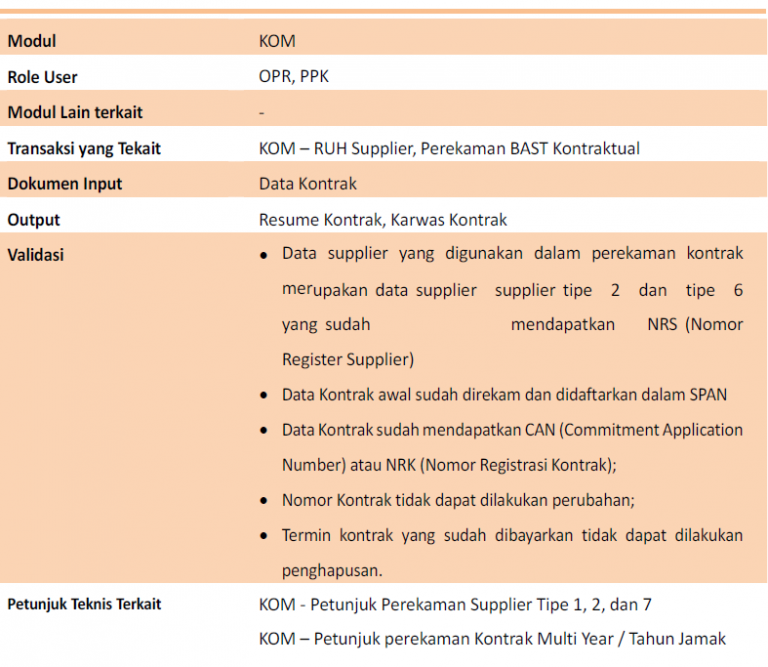 Modul KOM
Role User OPR, PPK
Modul Lain terkait -
Transaksi yang Tekait KOM – RUH Supplier, Perekaman BAST Kontraktual
Dokumen Input Data Kontrak
Output Resume Kontrak, Karwas Kontrak
Validasi • Data supplier yang digunakan dalam perekaman kontrak
merupakan data supplier supplier tipe 2 dan tipe 6
yang sudah mendapatkan NRS (Nomor
Register Supplier)
• Data Kontrak awal sudah direkam dan didaftarkan dalam SPAN
• Data Kontrak sudah mendapatkan CAN (Commitment Application
Number) atau NRK (Nomor Registrasi Kontrak);
• Nomor Kontrak tidak dapat dilakukan perubahan;
• Termin kontrak yang sudah dibayarkan tidak dapat dilakukan
penghapusan.
Petunjuk Teknis Terkait KOM - Petunjuk Perekaman Supplier Tipe 1, 2, dan 7
KOM – Petunjuk perekaman Kontrak Multi Year / Tahun Jamak